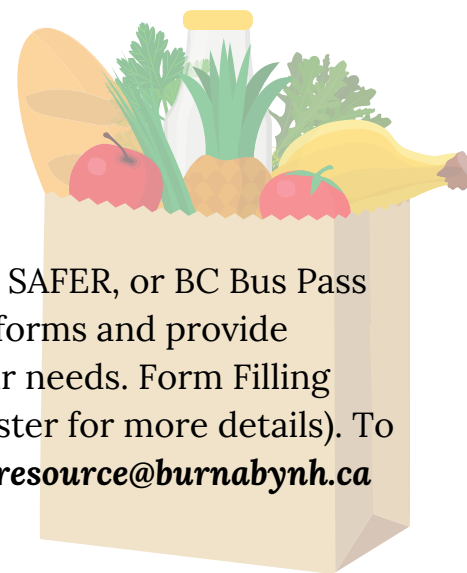 SAFER, or BC Bus Pass
forms and provide
r needs. Form Filling
ster for more details). To
resource@burnabynh.ca